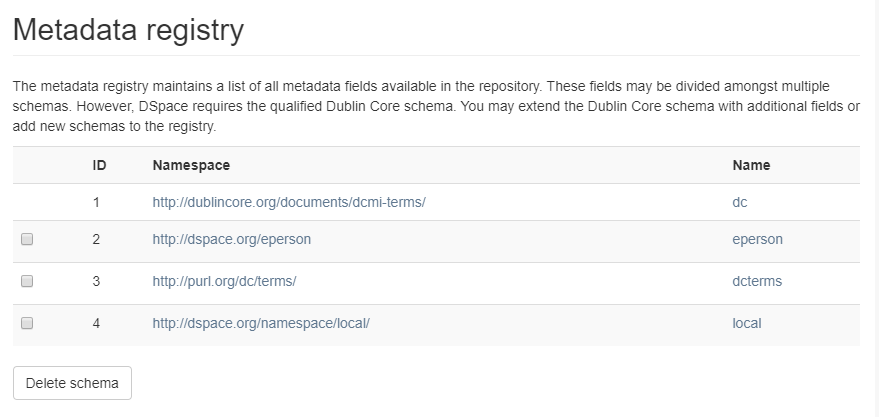 Metadata registry
The metadata registry maintains a list of all metadata fields available in the repository. These fields may be divided amongst multiple
schemas. However, DSpace requires the qualified Dublin Core schema. You may extend the Dublin Core schema with additional fields or
add new schemas to the registry.
ID Namespace Name
1 http://dublincore.org/documents/dcmi-terms/ dc
2 http://dspace.org/eperson eperson
3 http://purl.org/dc/terms/ dcterms
4 http://dspace.org/namespace/local/ local
Delete schema